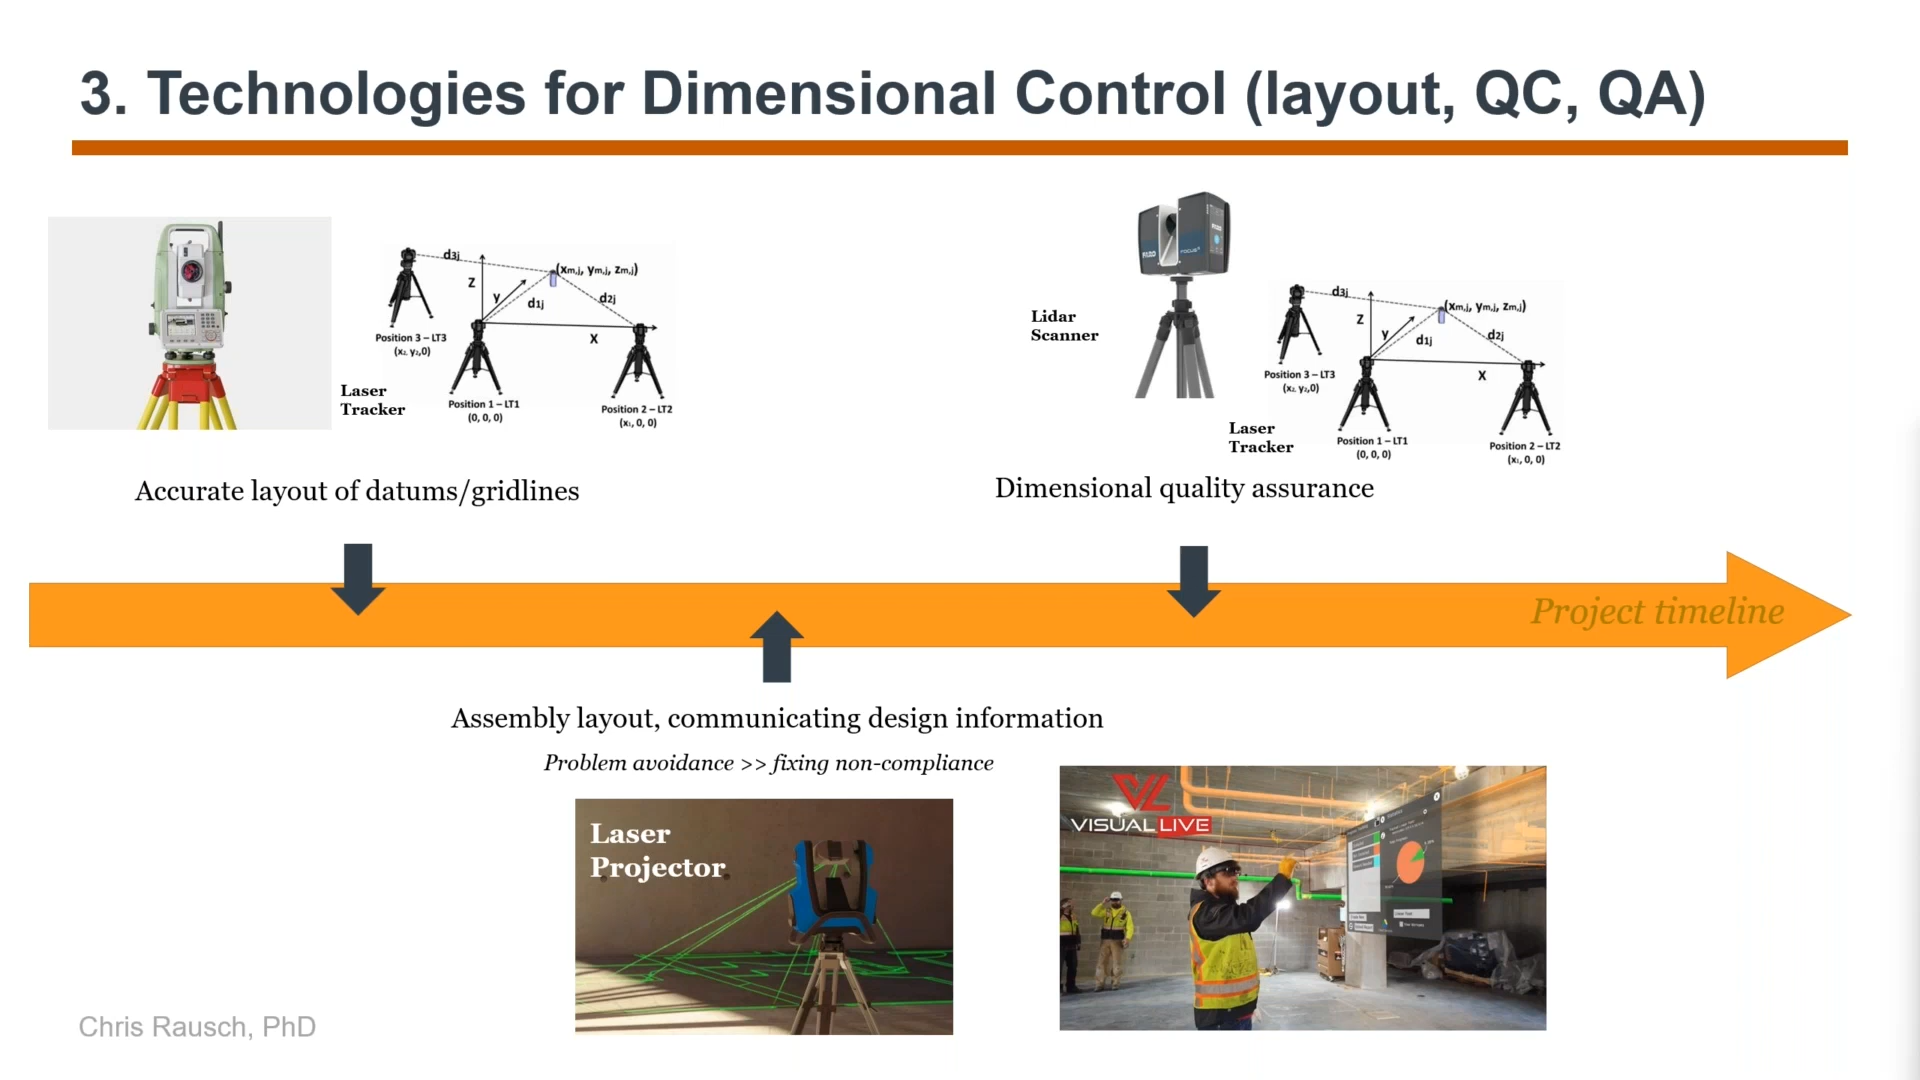 3. Technologies for Dimensional Control (layout, QC, QA)
d3j
(xm,j, ym,j, zm,j)
Z
Y
d1j
d2j
X
Position 3 – LT3
(x2, y2,0)
Laser
Tracker
Position 1 – LT1
(0, 0, 0)
Position 2 – LT2
(x1, 0, 0)
Accurate layout of datums/gridlines
FARO
FOCUS
Lidar
Scanner
d3j
(xm,j, ym,j, zm,j)
Z
Y
d1j
d2j
X
Position 3 – LT3
(x2, y2,0)
Laser
Tracker
Position 1 – LT1
(0, 0, 0)
Position 2 – LT2
(x1, 0, 0)
Dimensional quality assurance
Project timeline
Assembly layout, communicating design information
Problem avoidance >> fixing non-compliance
Laser
Projector
VL
VISUAL LIVE
Chris Rausch, PhD